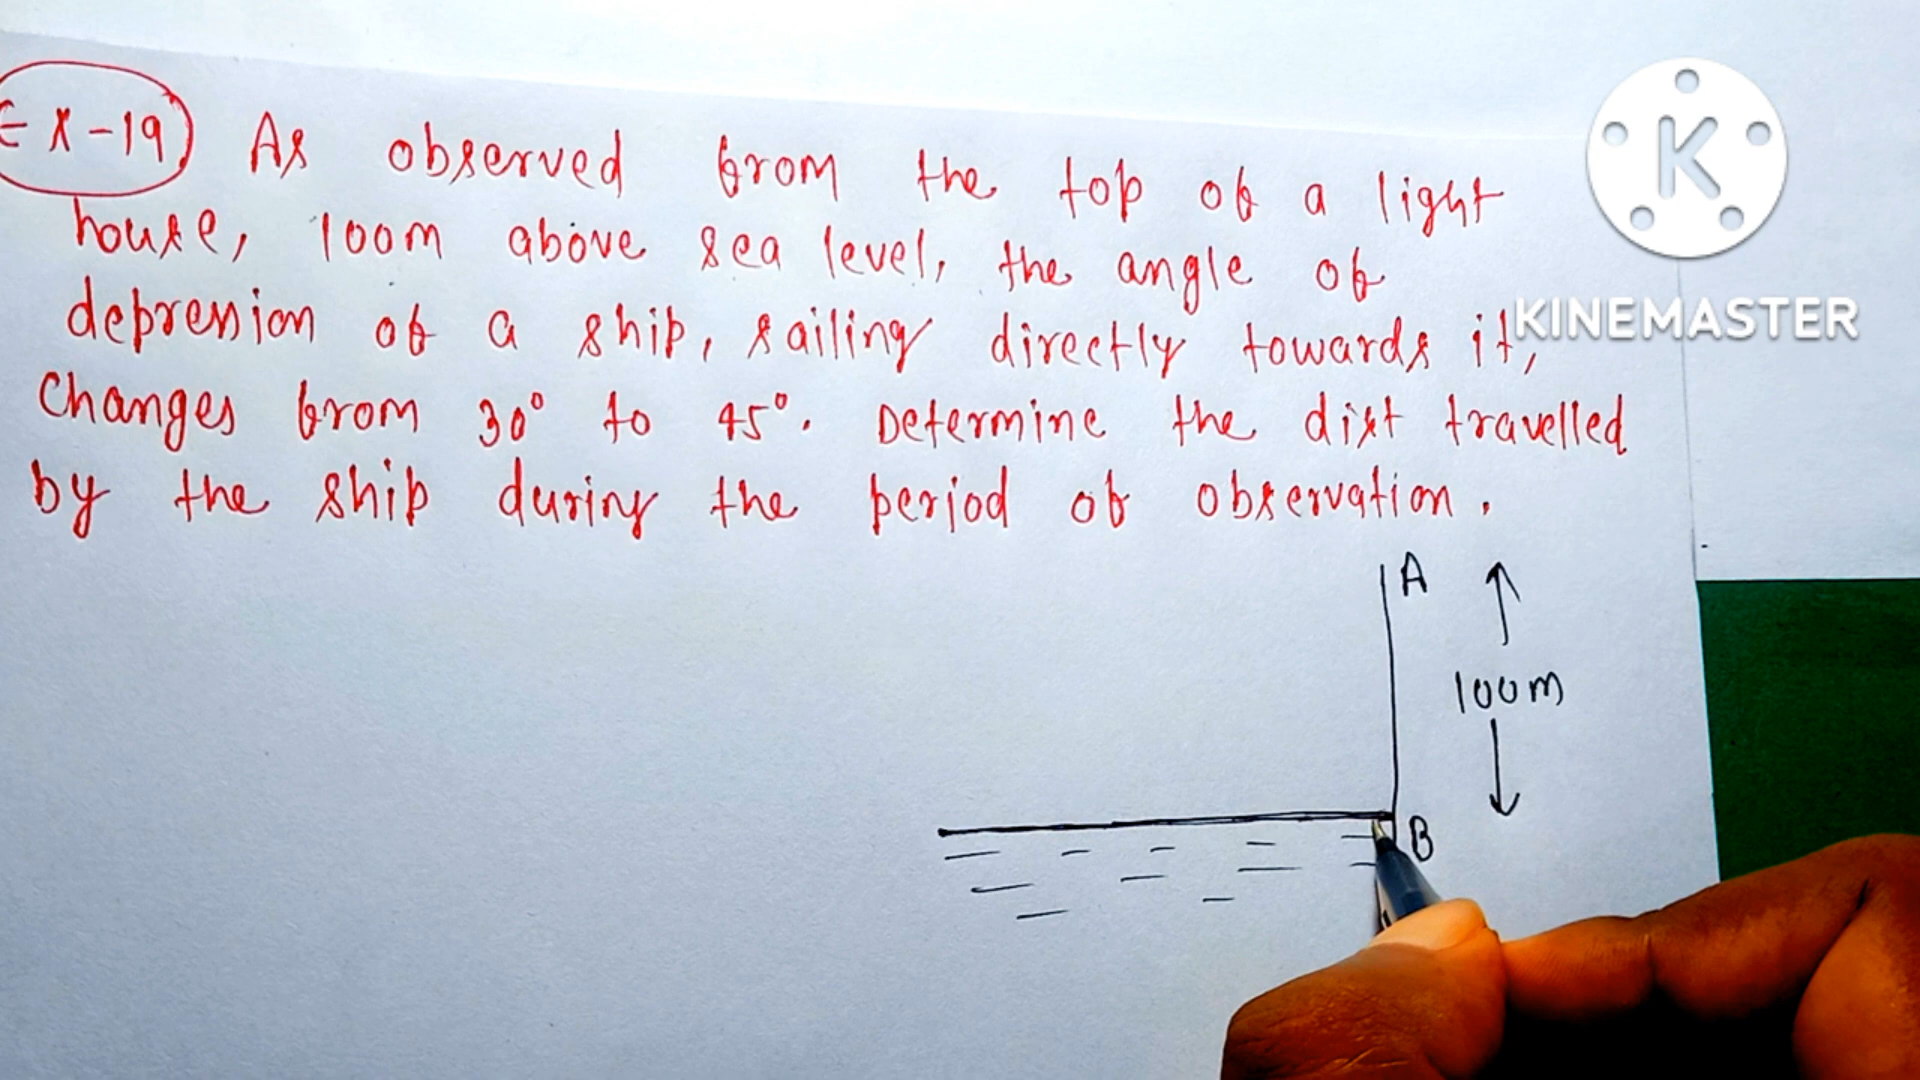 EX-19 As observed from the top of a light
house, 100m above sea level, the angle of
depression of a ship, sailing directly towards it,
changes from 30° to 45°. Determine the dist travelled
by the ship during the period of observation.
A
100m
B
K
KINEMASTER